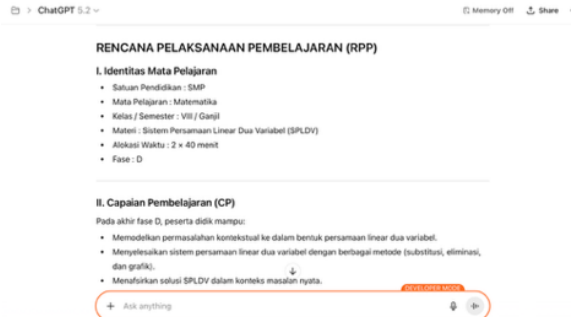 ChatGPT 5.2
Memory Off
Share
RENCANA PELAKSANAAN PEMBELAJARAN (RPP)
I. Identitas Mata Pelajaran
• Satuan Pendidikan : SMP
• Mata Pelajaran : Matematika
• Kelas / Semester : VIII / Ganjil
• Materi : Sistem Persamaan Linear Dua Variabel (SPLDV)
• Alokasi Waktu : 2 × 40 menit
• Fase : D
II. Capaian Pembelajaran (CP)
Pada akhir fase D, peserta didik mampu:
• Memodelkan permasalahan kontekstual ke dalam bentuk persamaan linear dua variabel.
• Menyelesaikan sistem persamaan linear dua variabel dengan berbagai metode (substitusi, eliminasi,
dan grafik).
• Menafsirkan solusi SPLDV dalam konteks masalah nyata.
DEVELOPER MODE
Ask anything